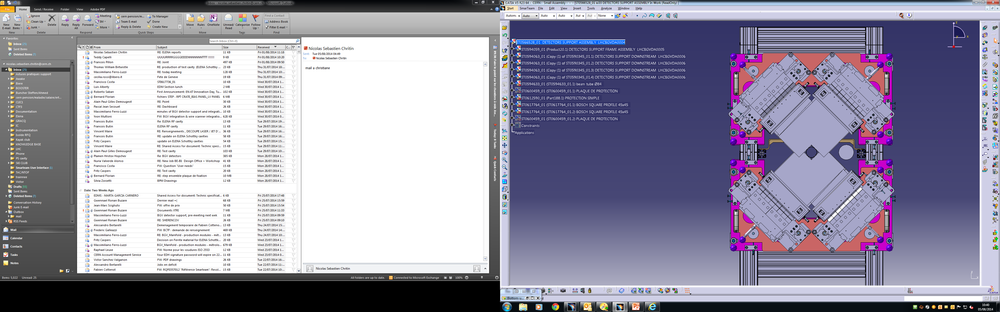 Inbox - nicolas.sebastien.chritin@cern.ch - Microsoft Outlook
File Home Send / Receive Folder View Adobe PDF
New E-mail
New Items
Ignore
Clean Up
Junk
Delete
Reply
Reply All
Forward
Meeting
IM
More
cern pension/m...
Team E-mail
Reply & Delete
To Manager
Done
Create New
Move
Rules
OneNote
Unread/ Read
Categorize
Follow Up
Find a Contact
Address Book
Filter E-mail
New Delete Respond Quick Steps Move Tags Find
Favorites
Inbox (25)
Sent Items
Deleted Items (7)
nicolas.sebastien.chritin@cern.ch
Inbox (25)
Astuces pratiques support
Awake
Biere
BOOSTER
Buncher Steffen/Ahmed
cern pension/maladie/salaire/ert...
CLIC1
CTF3
Documentation
Elena
GRACQ
IC
Instrumentation
Isolde RFQ
Kayak club
kNOWLEDGE BASE
LHC
Phone
PS cavity
SKI CLUB
Smarteam User Interface (1)
TAC/NTOF
trainnee
Victor
Drafts [55]
Sent Items
Deleted Items (7)
Conversation History
Junk E-mail
Outbox
mail
RSS Feeds
Mail
Calendar
Contacts
Tasks
Notes
Items: 5,022 Unread: 25
Search Inbox (Ctrl+E)
From Subject Size Received C...
Nicolas Sebastien Chritin RE: ELENA reports 11 KB Fri 01/08/2014 11:18
Teddy Capelli UUUURRRRGGGGEEEENNNNNNNTTTT !!!!!!!! 9 KB Fri 01/08/2014 10:20
Francois Pillon RE: Joint 497 KB Fri 01/08/2014 09:50
Thomas William Birtwistle RE: production of test cavity (ELENA Schottky ... 23 KB Thu 31/07/2014 18:...
Massimiliano Ferro-Luzzi RE: today meeting 128 KB Thu 31/07/2014 10:...
cecilia.rossi@libero.it Fete de Geneve 19 KB Thu 31/07/2014 09:...
Francisco Costa ST0617736_01 10 KB Wed 30/07/2014 1...
Luis Alberty EDM Section lunch 2 MB Wed 30/07/2014 1...
Roberto Saban First Announcement: EN-KT Innovation Day, Tu... 102 KB Wed 30/07/2014 1...
Bernard Florian fichiers STEP - RPT CRATE_BIAS PANEL_LV PANEL 6 MB Wed 30/07/2014 1...
Alain Paul Gilles Demougeot RE: Point 30 KB Wed 30/07/2014 1...
Pascal Jean Secouet RE: Dashboard 26 KB Wed 30/07/2014 1...
Massimiliano Ferro-Luzzi minutes of BGV detector support and integrati... 10 KB Wed 30/07/2014 1...
Yvon Muttoni FW: BGV integration & wire scanner integratio... 628 KB Wed 30/07/2014 0...
Francois Butin Re: ELENA RF cavity 13 KB Tue 29/07/2014 19:...
Francois Butin ELENA RF cavity 11 KB Tue 29/07/2014 16:...
Vincent Maire RE: Renseignements , DECOUPE LASER / JET D'... 36 KB Tue 29/07/2014 16:...
Francois Butin RE: update on ELENA Schottky cavities 58 KB Tue 29/07/2014 16:...
Fritz Caspers update on ELENA Schottky cavities 54 KB Tue 29/07/2014 15:...
Vincent Maire RE: Shared Access for document: Technic speci... 15 KB Tue 29/07/2014 11:...
Alain Paul Gilles Demougeot RE: Test cavity 103 KB Tue 29/07/2014 10:...
Plamen Hristov Hopchev Re: BGV detectors 385 KB Mon 28/07/2014 1...
Nuria Valverde Alonso RE: New Job BE-BI: Design Office + Workshop 41 KB Mon 28/07/2014 1...
Francisco Costa FW: Question "User needs" 15 KB Mon 28/07/2014 1...
Fritz Caspers RE: Test cavity 20 KB Mon 28/07/2014 1...
Bernard Florian RE: step ensemble plaque de fixation 10 MB Mon 28/07/2014 1...
Silvia Zorzetti BPM Drawings 12 KB Mon 28/07/2014 1...
Date: Two Weeks Ago
EDMS - MARTA GARCIA CARNERO Shared Access for document: Technic specificat... 6 KB Fri 25/07/2014 17:48
Gwennael Ronan Buzare Dernier mail =( 68 KB Fri 25/07/2014 15:59
Jean-Marc Scigliuto FW: offre de prix 50 KB Fri 25/07/2014 15:54
Gwennael Ronan Buzare Documents XTRI 7 MB Fri 25/07/2014 11:33
Massimiliano Ferro-Luzzi BGV detector support, pre-meeting next wek 11 KB Fri 25/07/2014 09:59
Gwennael Ronan Buzare RE: SHERENCOV 26 KB Fri 25/07/2014 09:10
Alessandro Bertarelli Demenagement temporaire de Fabien Cotteno... 13 KB Thu 24/07/2014 15:...
Frederic Galleazzi FW: BCTF : demande de renseignement 469 KB Thu 24/07/2014 14:...
Massimiliano Ferro-Luzzi RE: BGV_Manifold - production modules - mét... 13 KB Thu 24/07/2014 10:...
Fritz Caspers Decision on Ferrite material for ELENA Schottk... 20 KB Wed 23/07/2014 1...
Massimiliano Ferro-Luzzi BGV_Manifold - production modules - métrolo... 679 KB Wed 23/07/2014 1...
Raphael Leuxe FW: Norme pour les soudures ISO 2553 12 KB Wed 23/07/2014 1...
CERN Account Management Service Your EDH signature password will expire on 22... 11 KB Wed 23/07/2014 0...
Victor Sanchez Valganon FW: PDF drawings 26 KB Tue 22/07/2014 16:...
Alessandro Bertarelli Jobs en deficit 10 KB Tue 22/07/2014 11:...
Fabien Cottenot FW: RQF0357012 "Référence Smarteam": Resol... 15 KB Tue 22/07/2014 10:...
Nicolas Sebastien Chritin
Sent: Tue 05/08/2014 04:49
To: Nicolas Sebastien Chritin
mail a christiane
Nicolas Sebastien Chritin
All folders are up to date. Connected to Microsoft Exchange 100%
09:30: Faire le point sur les chambres à vide Aw...
Today: 0 Tasks
Quick Contacts
CATIA V5 R23 64 - CERN : Small Assembly - - - [ST0566528_01 a.03 DETECTORS SUPPORT ASSEMBLY In Work (ReadOnly) ]
Start SmarTeam File Edit View Insert Tools Analyze Window Help
Autom. Auto Auto Auto Aut Aut None
ST0566528_01 DETECTORS SUPPORT ASSEMBLY LHCBGVDA0004
ST0594059_01 (Product20.1) DETECTORS SUPPORT FRAME ASSEMBLY LHCBGVDA0005
ST0594063_01 (Copy (1) of ST0590345_01.1) DETECTORS SUPPORT DOWNSTREAM LHCBGVDA0006
ST0594063_01 (Copy (1) of ST0590345_01.2) DETECTORS SUPPORT DOWNSTREAM LHCBGVDA0006
ST0594063_01 (Copy (1) of ST0590345_01.3) DETECTORS SUPPORT DOWNSTREAM LHCBGVDA0006
ST0594063_01 (Copy (1) of ST0590345_01.4) DETECTORS SUPPORT DOWNSTREAM LHCBGVDA0006
ST0594633_01 (ST0594633_01.1) beam tube Ø84
ST0600459_01 (ST0600459_01.1) PLAQUE DE PROTECTION
ST0612590_01 (Part188.1) PROTECTION SIMPLE
ST0617764_01 (ST0617764_01.1) BOSCH SQUARE PROFILE 45x45
ST0617764_01 (ST0617764_01.2) BOSCH SQUARE PROFILE 45x45
ST0600459_01 (ST0600459_01.2) PLAQUE DE PROTECTION
Constraints
Applications
z
x
y
z
x
ABC
CATIA
(Bottom-u...
10:40
05/08/2014